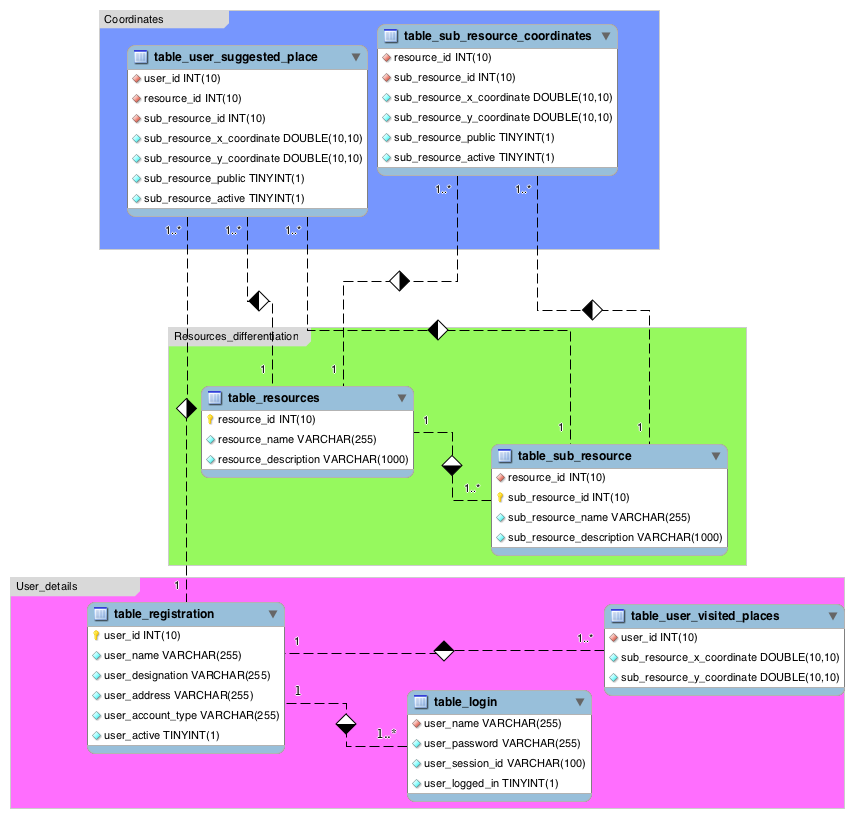 Coordinates
table_user_suggested_place
user_id INT(10)
resource_id INT(10)
sub_resource_id INT(10)
sub_resource_x_coordinate DOUBLE(10,10)
sub_resource_y_coordinate DOUBLE(10,10)
sub_resource_public TINYINT(1)
sub_resource_active TINYINT(1)
table_sub_resource_coordinates
resource_id INT(10)
sub_resource_id INT(10)
sub_resource_x_coordinate DOUBLE(10,10)
sub_resource_y_coordinate DOUBLE(10,10)
sub_resource_public TINYINT(1)
sub_resource_active TINYINT(1)
1..*
1..*
1..*
1..*
1..*
Resources_differentiation
1
1
table_resources
resource_id INT(10)
resource_name VARCHAR(255)
resource_description VARCHAR(1000)
1
1..*
1
1
table_sub_resource
resource_id INT(10)
sub_resource_id INT(10)
sub_resource_name VARCHAR(255)
sub_resource_description VARCHAR(1000)
User_details
1
table_registration
user_id INT(10)
user_name VARCHAR(255)
user_designation VARCHAR(255)
user_address VARCHAR(255)
user_account_type VARCHAR(255)
user_active TINYINT(1)
1
1..*
table_user_visited_places
user_id INT(10)
sub_resource_x_coordinate DOUBLE(10,10)
sub_resource_y_coordinate DOUBLE(10,10)
1
1..*
table_login
user_name VARCHAR(255)
user_password VARCHAR(255)
user_session_id VARCHAR(100)
user_logged_in TINYINT(1)